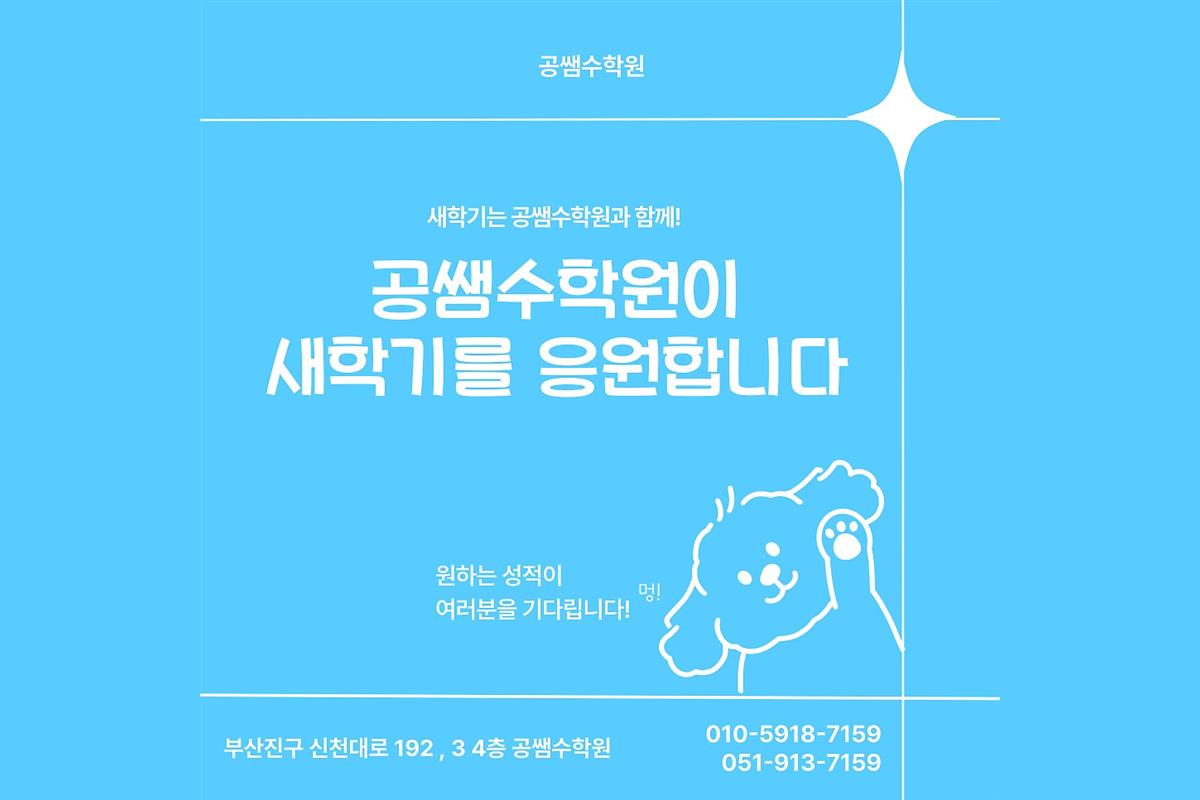 공쌤수학원
새학기는 공쌤수학원과 함께!
공쌤수학원이
새학기를 응원합니다
원하는 성적이
여러분을 기다립니다!
멍!
부산진구 신천대로 192 , 3 4층 공쌤수학원
010-5918-7159
051-913-7159